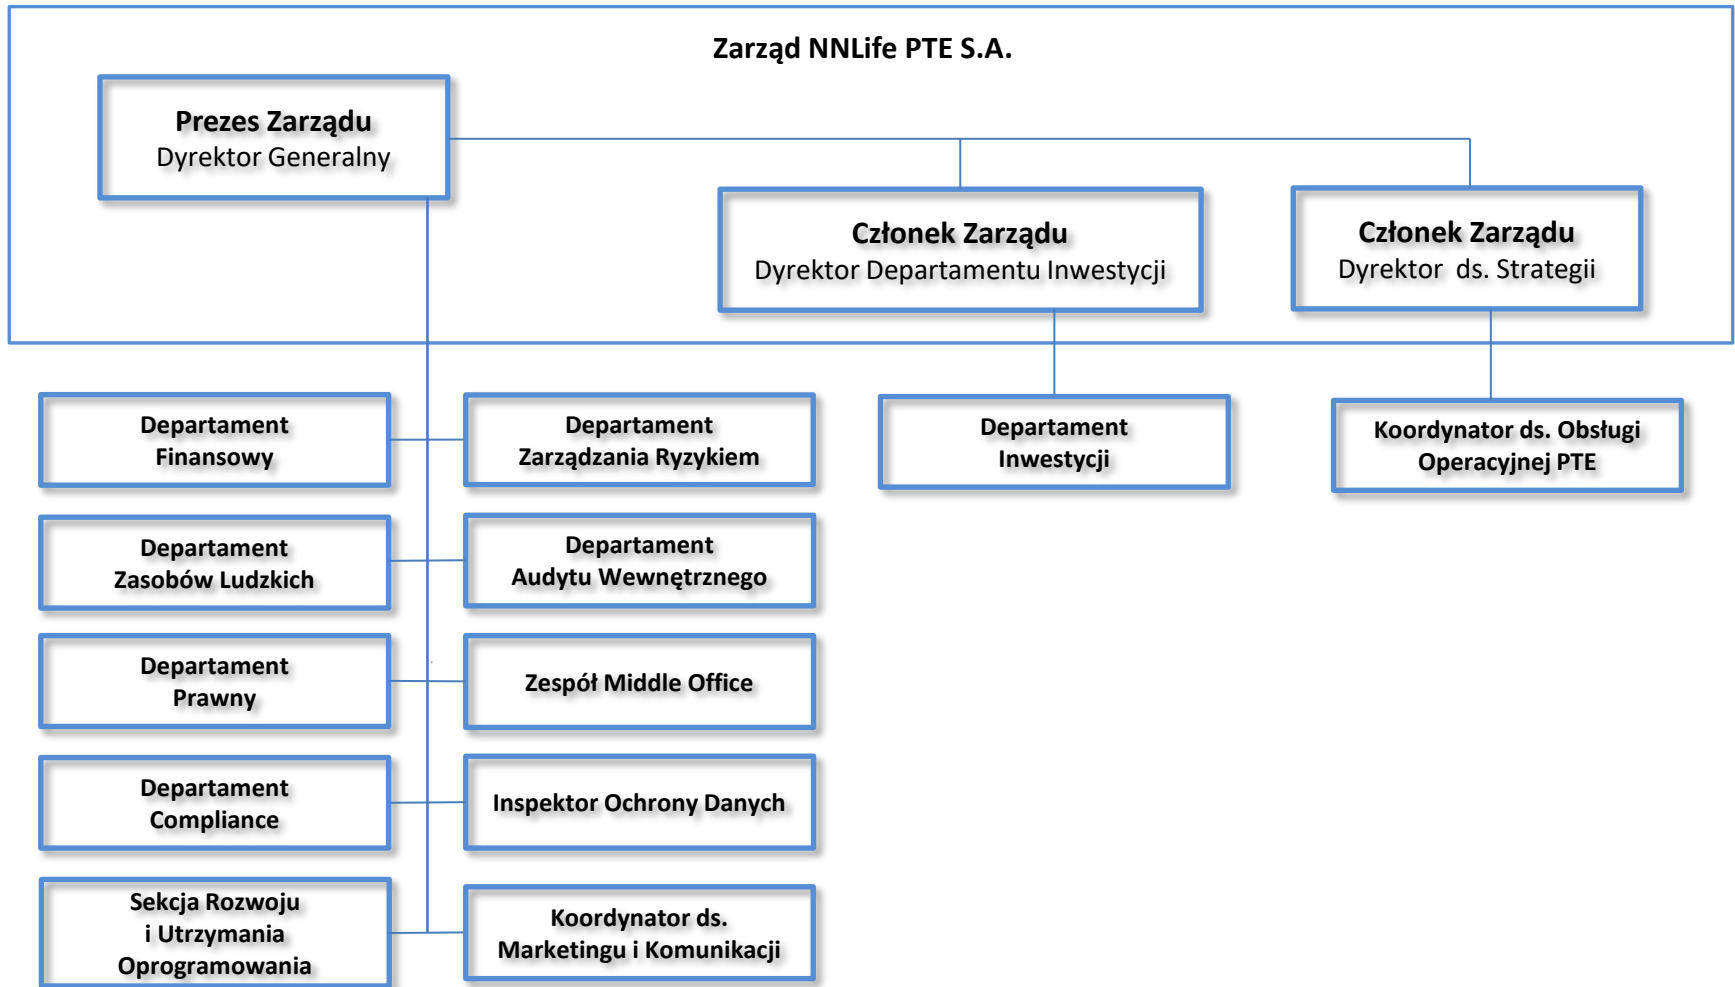 Zarząd NNLife PTE S.A.
Prezes Zarządu
Dyrektor Generalny
Członek Zarządu
Dyrektor Departamentu Inwestycji
Członek Zarządu
Dyrektor ds. Strategii
Departament
Finansowy
Departament
Zarządzania Ryzykiem
Departament
Inwestycji
Koordynator ds. Obsługi
Operacyjnej PTE
Departament
Zasobów Ludzkich
Departament
Audytu Wewnętrznego
Departament
Prawny
Zespół Middle Office
Departament
Compliance
Inspektor Ochrony Danych
Sekcja Rozwoju
i Utrzymania
Oprogramowania
Koordynator ds.
Marketingu i Komunikacji